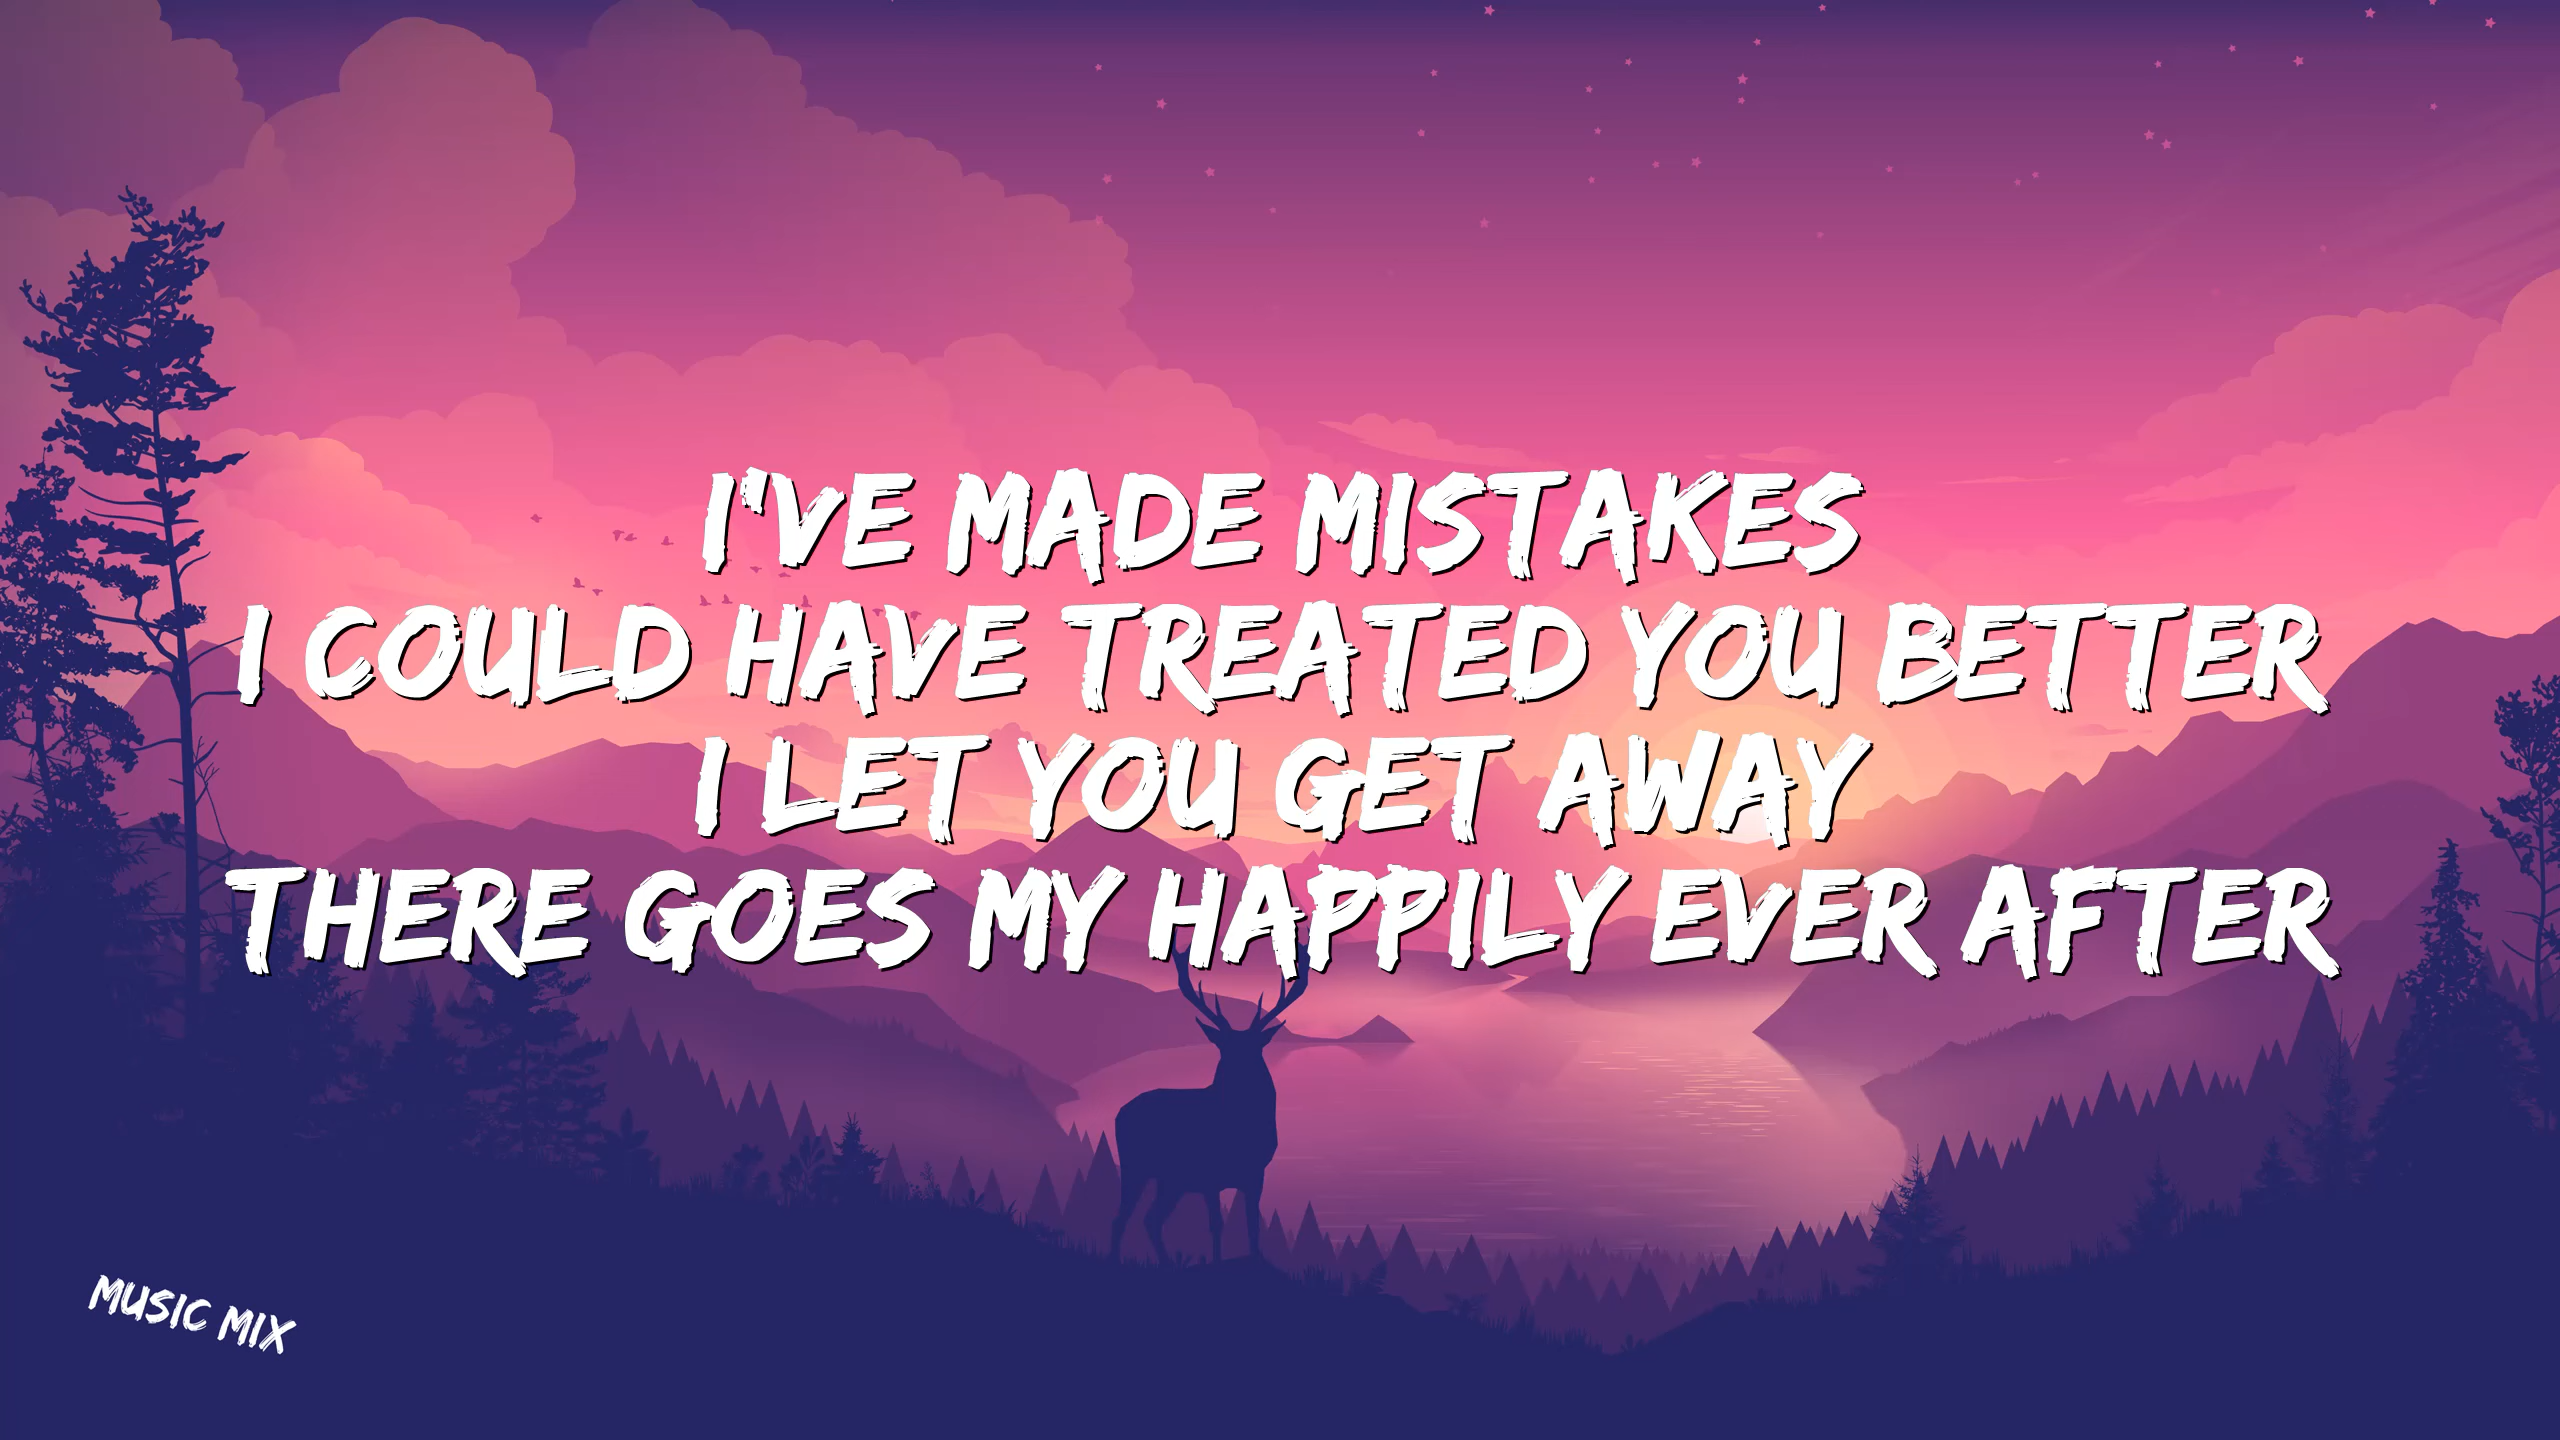 I'VE MADE MISTAKES
I COULD HAVE TREATED YOU BETTER
I LET YOU GET AWAY
THERE GOES MY HAPPILY EVER AFTER
MUSIC MIX